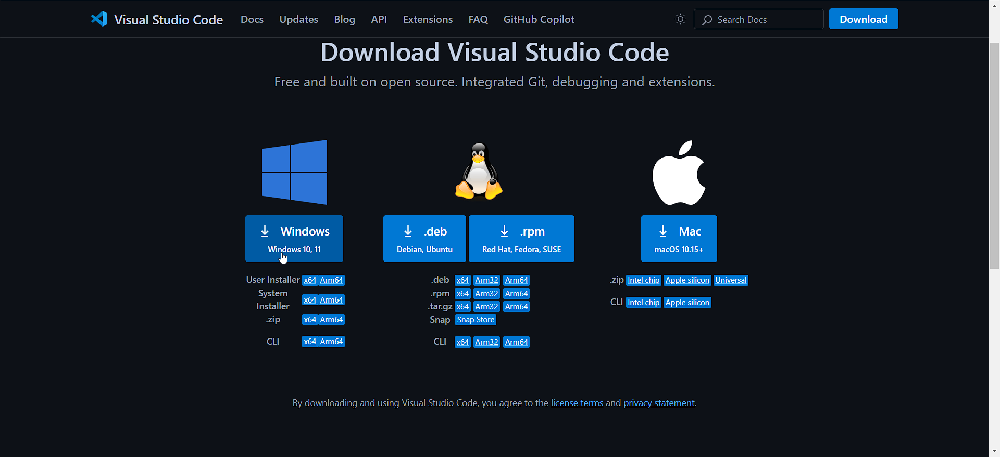 Visual Studio Code Docs Updates Blog API Extensions FAQ GitHub Copilot Search Docs Download
Download Visual Studio Code
Free and built on open source. Integrated Git, debugging and extensions.
Windows
Windows 10, 11
User Installer x64 Arm64
System Installer x64 Arm64
.zip x64 Arm64
CLI x64 Arm64
.deb
Debian, Ubuntu
.rpm
Red Hat, Fedora, SUSE
.deb x64 Arm32 Arm64
.rpm x64 Arm32 Arm64
.tar.gz x64 Arm32 Arm64
Snap Snap Store
CLI x64 Arm32 Arm64
Mac
macOS 10.15+
.zip Intel chip Apple silicon Universal
CLI Intel chip Apple silicon
By downloading and using Visual Studio Code, you agree to the license terms and privacy statement.